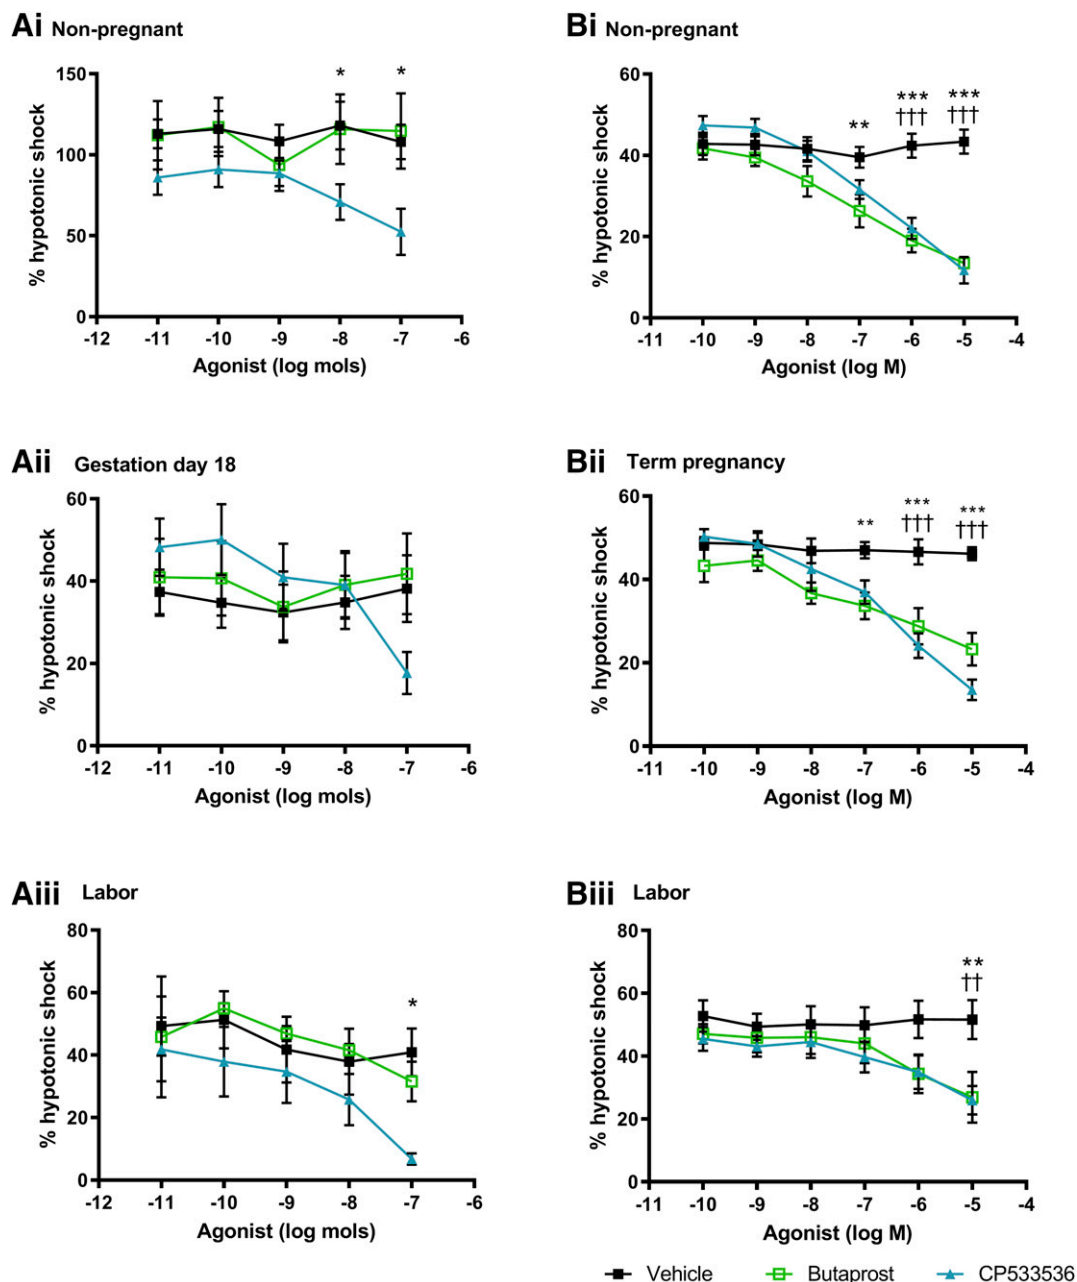 Ai Non-pregnant
150
100
50
0
% hypotonic shock
* *
-12 -11 -10 -9 -8 -7 -6
Agonist (log mols)
Bi Non-pregnant
60
40
20
0
% hypotonic shock
** *** ***
††† †††
-11 -10 -9 -8 -7 -6 -5 -4
Agonist (log M)
Aii Gestation day 18
60
40
20
0
% hypotonic shock
-12 -11 -10 -9 -8 -7 -6
Agonist (log mols)
Bii Term pregnancy
60
40
20
0
% hypotonic shock
** *** ***
††† †††
-11 -10 -9 -8 -7 -6 -5 -4
Agonist (log M)
Aiii Labor
80
60
40
20
0
% hypotonic shock
*
-12 -11 -10 -9 -8 -7 -6
Agonist (log mols)
Biii Labor
80
60
40
20
0
% hypotonic shock
**
††
-11 -10 -9 -8 -7 -6 -5 -4
Agonist (log M)
Vehicle Butaprost CP533536